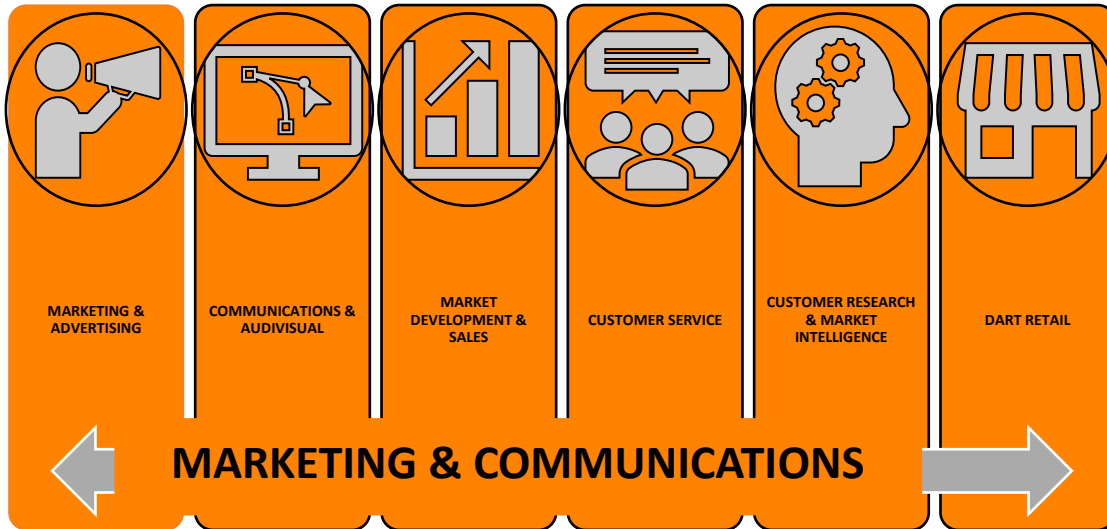 MARKETING &
ADVERTISING
COMMUNICATIONS &
AUDIVISUAL
MARKET
DEVELOPMENT &
SALES
CUSTOMER SERVICE
CUSTOMER RESEARCH
& MARKET
INTELLIGENCE
DART RETAIL
MARKETING & COMMUNICATIONS